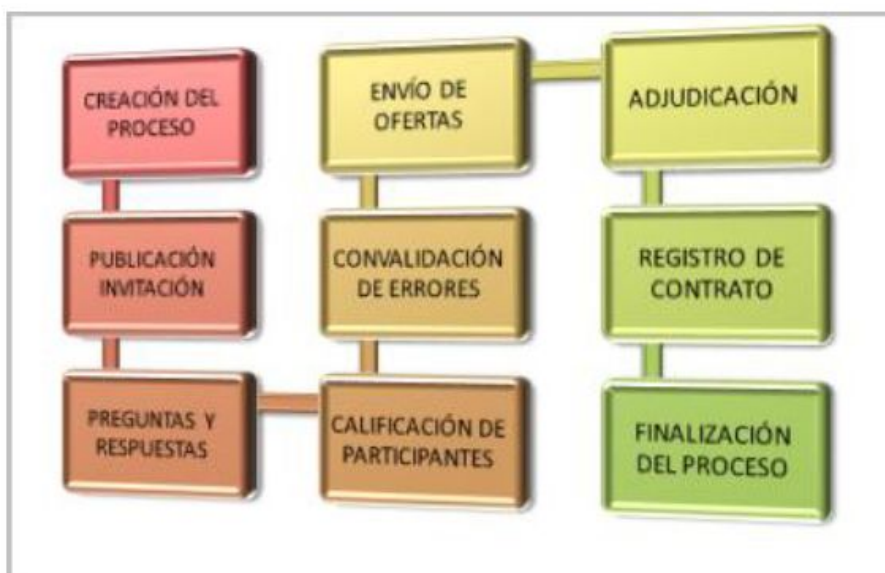 CREACIÓN DEL
PROCESO
PUBLICACIÓN
INVITACIÓN
PREGUNTAS Y
RESPUESTAS
CALIFICACIÓN DE
PARTICIPANTES
CONVALIDACIÓN
DE ERRORES
ENVÍO DE
OFERTAS
ADJUDICACIÓN
REGISTRO DE
CONTRATO
FINALIZACIÓN
DEL PROCESO